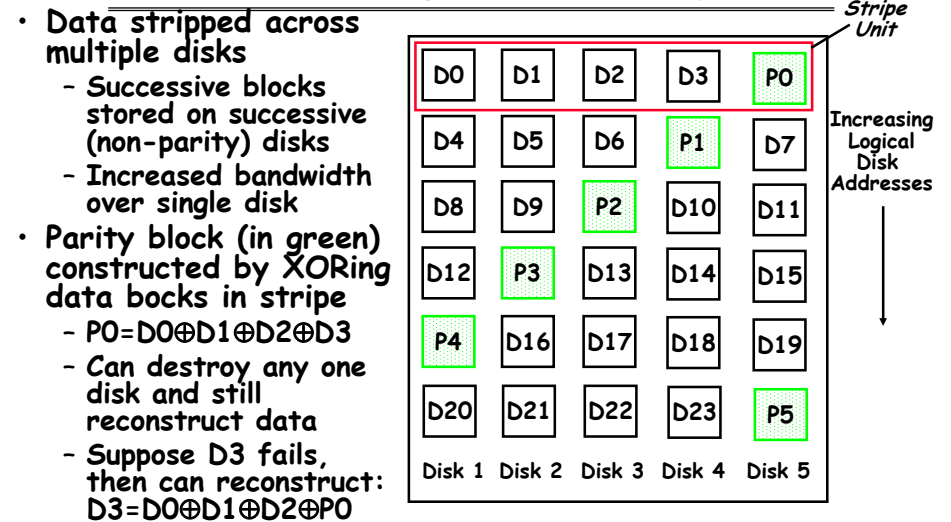 • Data stripped across
multiple disks
– Successive blocks
stored on successive
(non-parity) disks
– Increased bandwidth
over single disk
• Parity block (in green)
constructed by XORing
data bocks in stripe
– P0=D0⊕D1⊕D2⊕D3
– Can destroy any one
disk and still
reconstruct data
– Suppose D3 fails,
then can reconstruct:
D3=D0⊕D1⊕D2⊕P0
Stripe
Unit
D0 D1 D2 D3 P0
D4 D5 D6 P1 D7
D8 D9 P2 D10 D11
D12 P3 D13 D14 D15
P4 D16 D17 D18 D19
D20 D21 D22 D23 P5
Disk 1 Disk 2 Disk 3 Disk 4 Disk 5
Increasing
Logical
Disk
Addresses